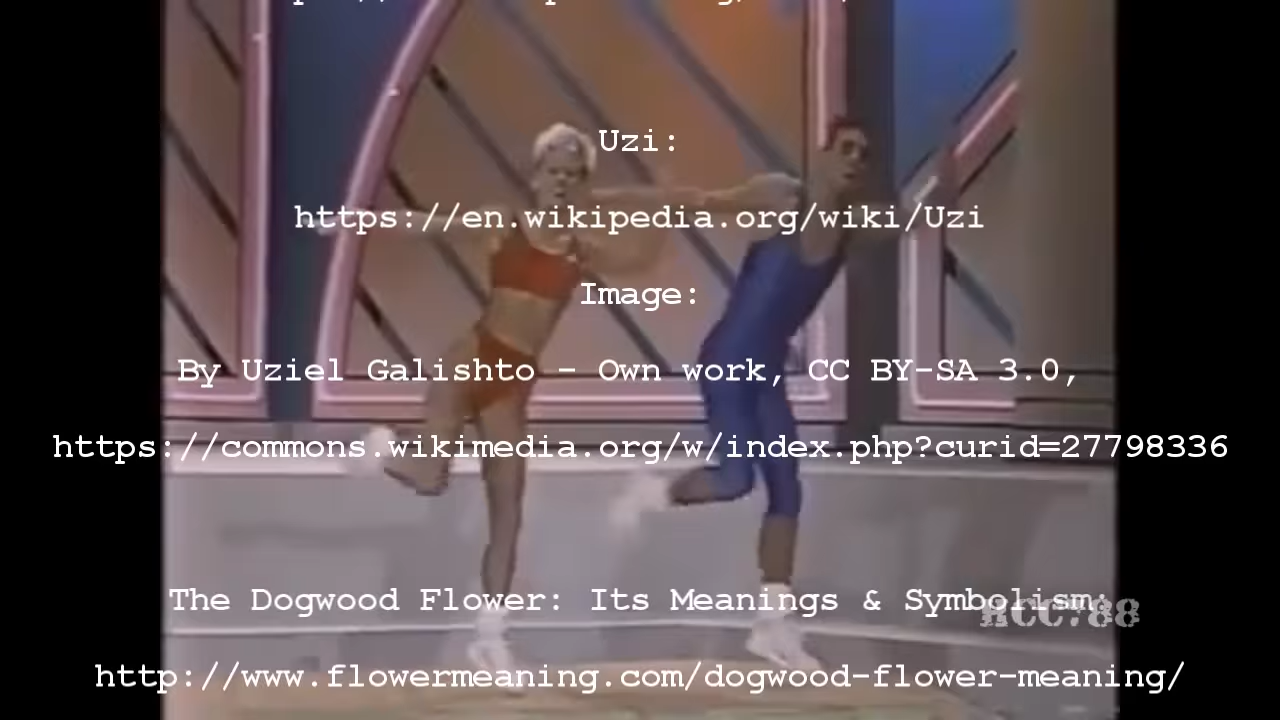 Uzi:
https://en.wikipedia.org/wiki/Uzi
Image:
By Uziel Galishto - Own work, CC BY-SA 3.0,
https://commons.wikimedia.org/w/index.php?curid=27798336
The Dogwood Flower: Its Meanings & Symbolism:
RCC788
http://www.flowermeaning.com/dogwood-flower-meaning/